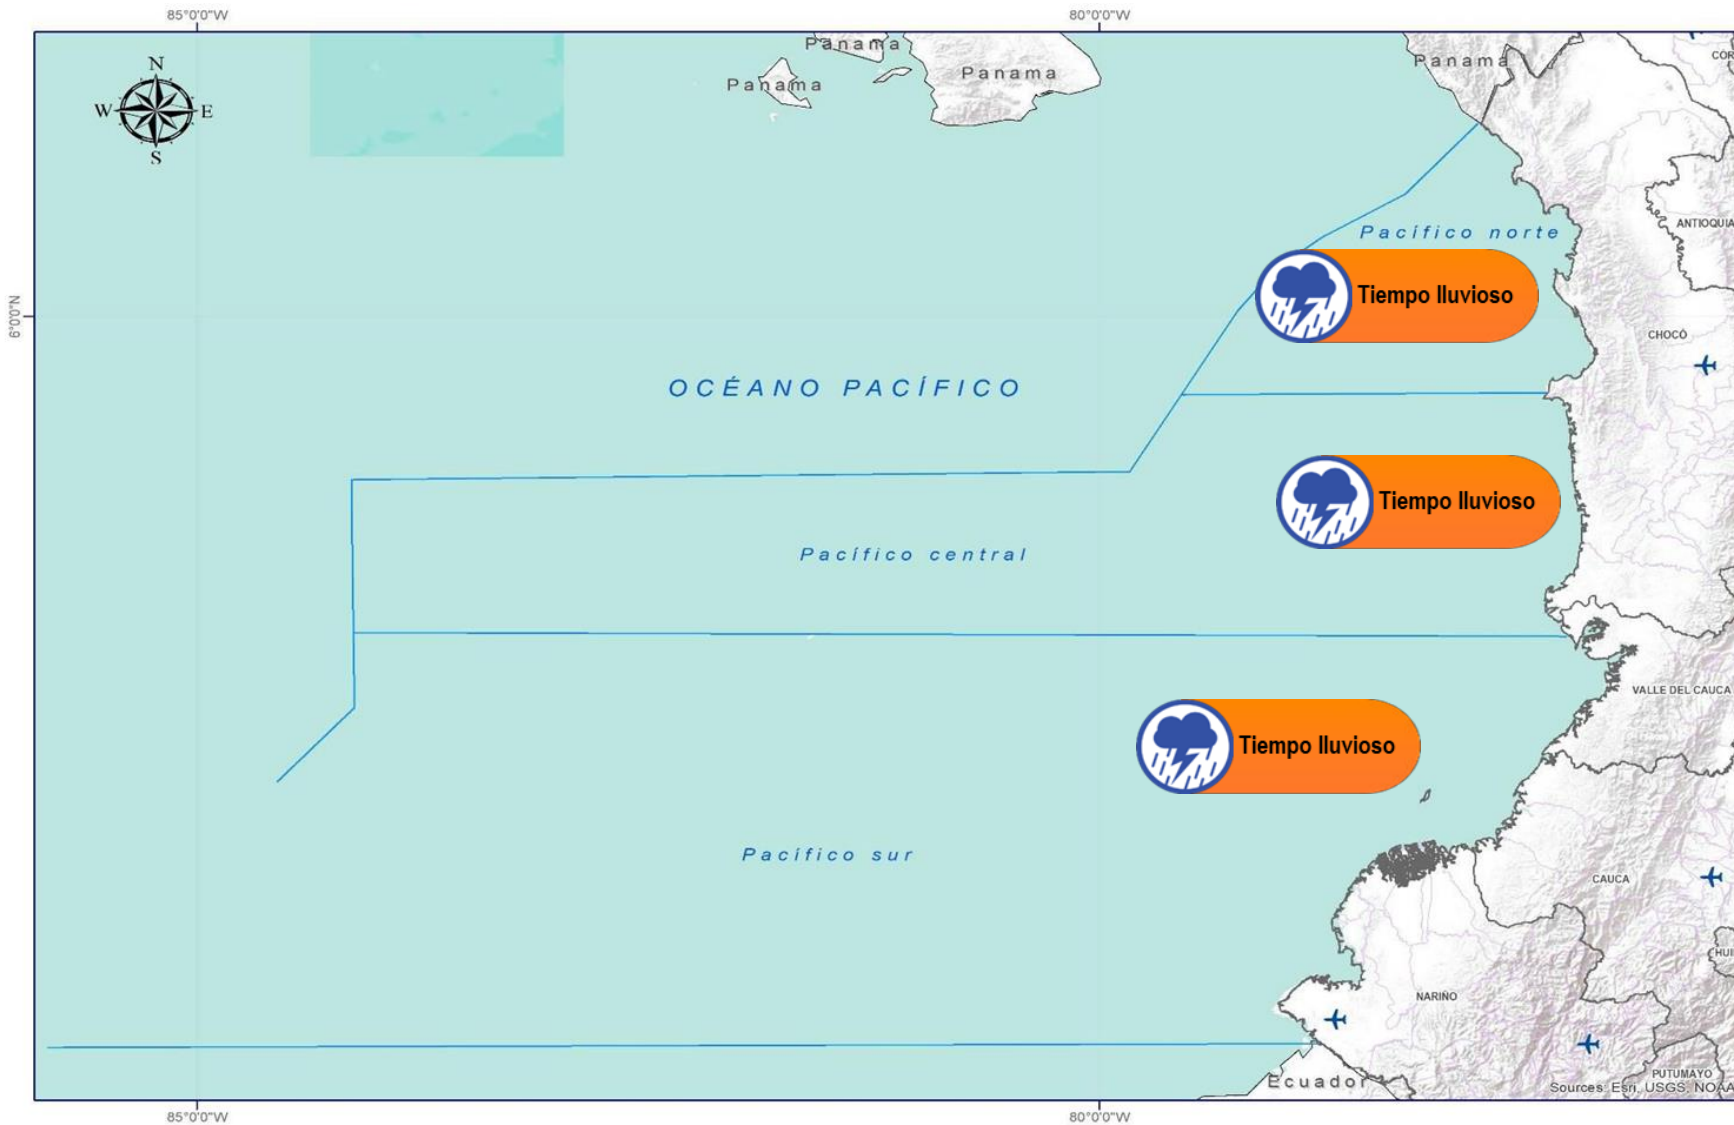 85°0'0"W
80°0'0"W
N
W
E
S
Panama
Panama
Panama
Panama
CÓR
ANTIOQUIA
Pacífico norte
Tiempo lluvioso
6°0'0"N
CHOCÓ
OCÉANO PACÍFICO
Tiempo lluvioso
Pacífico central
VALLE DEL CAUCA
Tiempo lluvioso
Pacífico sur
CAUCA
HUI
NARIÑO
PUTUMAYO
Ecuador
Sources: Esri, USGS, NOAA
85°0'0"W
80°0'0"W